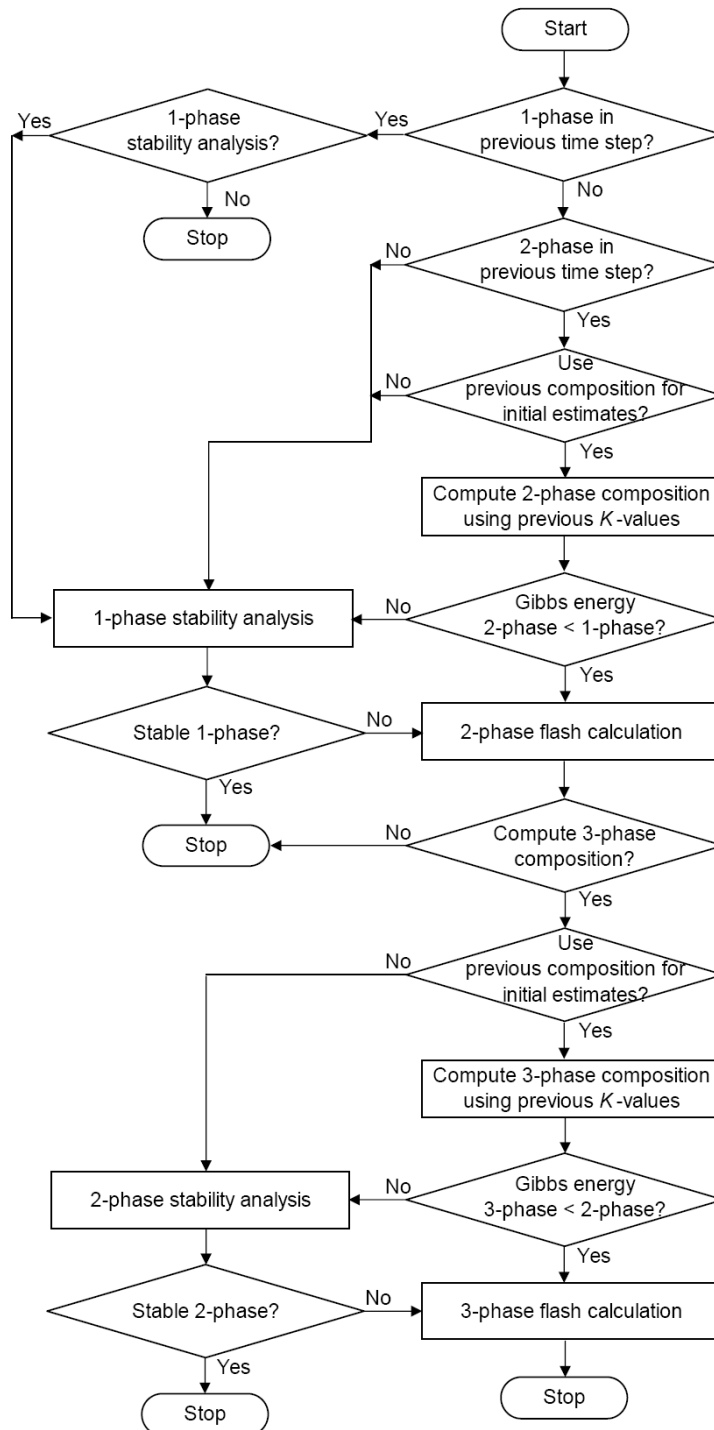 Start
1-phase in
previous time step?
Yes
1-phase
stability analysis?
Yes
No
Stop
No
2-phase in
previous time step?
No
Yes
Use
previous composition for
initial estimates?
No
Yes
Compute 2-phase composition
using previous K-values
Gibbs energy
2-phase < 1-phase?
No
1-phase stability analysis
Yes
Stable 1-phase?
No
2-phase flash calculation
Yes
Stop
No
Compute 3-phase
composition?
Yes
Use
previous composition for
initial estimates?
No
Yes
Compute 3-phase composition
using previous K-values
Gibbs energy
3-phase < 2-phase?
No
2-phase stability analysis
Yes
Stable 2-phase?
No
3-phase flash calculation
Yes
Stop
Stop